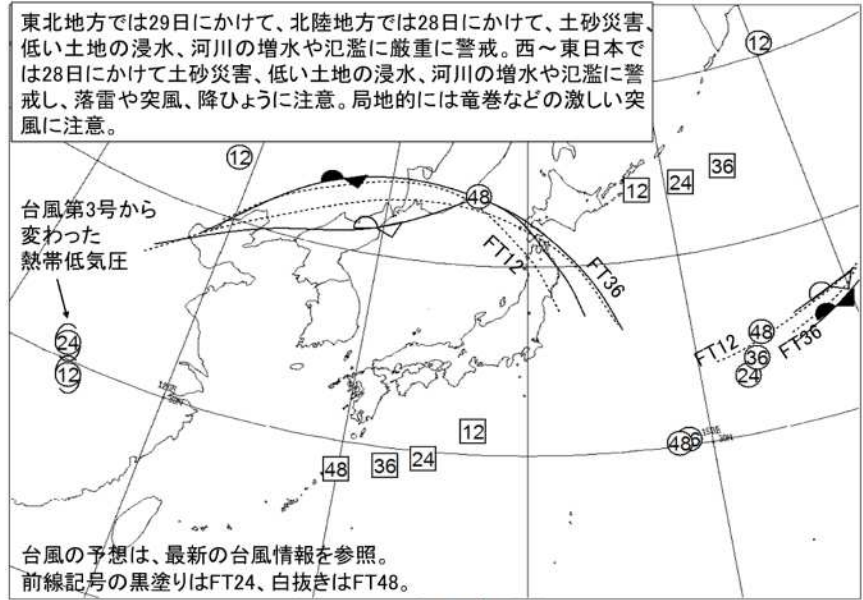 東北地方では29日にかけて、北陸地方では28日にかけて、土砂災害、
低い土地の浸水、河川の増水や氾濫に厳重に警戒。西～東日本で
は28日にかけて土砂災害、低い土地の浸水、河川の増水や氾濫に警
戒し、落雷や突風、降ひょうに注意。局地的には竜巻などの激しい突
風に注意。
12
12
36
24
12
48
台風第3号から
変わった
熱帯低気圧
FT12
FT36
24
12
48
FT12
36
FT36
24
12
48
24
36
48
台風の予想は、最新の台風情報を参照。
前線記号の黒塗りはFT24、白抜きはFT48。